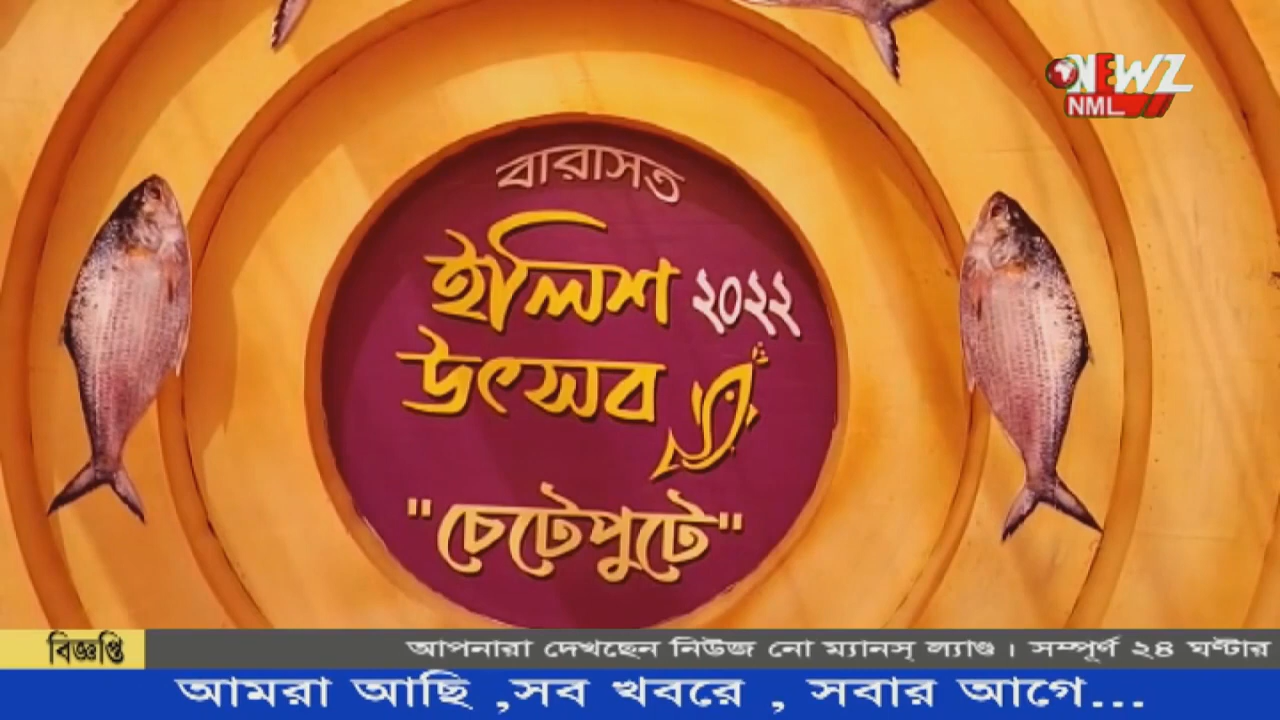 NEWZ
NML
বারাসত
ইলিশ ২০২২
উৎসব
"চেটেপুটে"
বিজ্ঞপ্তি
আপনারা দেখছেন নিউজ নো ম্যানস্ ল্যাণ্ড । সম্পূর্ণ ২৪ ঘণ্টার
আমরা আছি ,সব খবরে , সবার আগে...